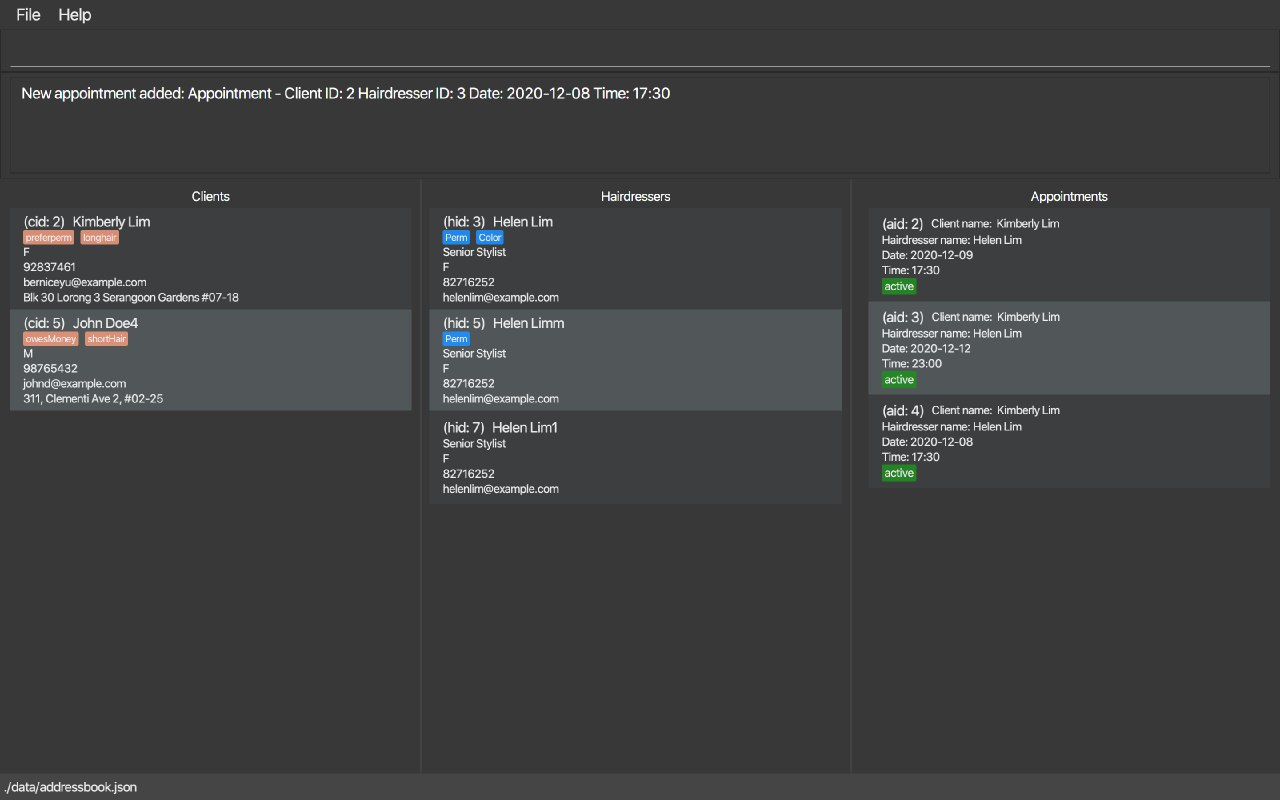 File Help
New appointment added: Appointment - Client ID: 2 Hairdresser ID: 3 Date: 2020-12-08 Time: 17:30
Clients
(cid: 2) Kimberly Lim
preferperm longhair
F
92837461
berniceyu@example.com
Blk 30 Lorong 3 Serangoon Gardens #07-18
(cid: 5) John Doe4
owesMoney shortHair
M
98765432
johnd@example.com
311, Clementi Ave 2, #02-25
Hairdressers
(hid: 3) Helen Lim
Perm Color
Senior Stylist
F
82716252
helenlim@example.com
(hid: 5) Helen Limm
Perm
Senior Stylist
F
82716252
helenlim@example.com
(hid: 7) Helen Lim1
Senior Stylist
F
82716252
helenlim@example.com
Appointments
(aid: 2) Client name: Kimberly Lim
Hairdresser name: Helen Lim
Date: 2020-12-09
Time: 17:30
active
(aid: 3) Client name: Kimberly Lim
Hairdresser name: Helen Lim
Date: 2020-12-12
Time: 23:00
active
(aid: 4) Client name: Kimberly Lim
Hairdresser name: Helen Lim
Date: 2020-12-08
Time: 17:30
active
./data/addressbook.json